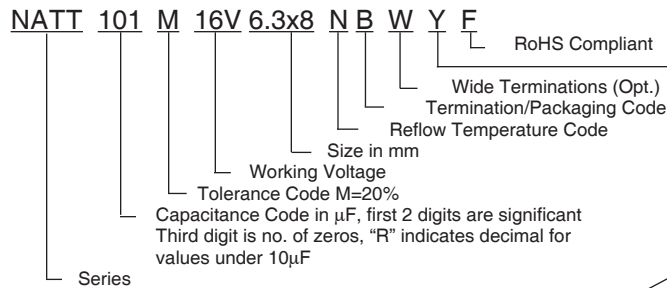 NATT 101 M 16V 6.3x8 N B W Y F
RoHS Compliant
Wide Terminations (Opt.)
Termination/Packaging Code
Reflow Temperature Code
Size in mm
Working Voltage
Tolerance Code M=20%
Capacitance Code in μF, first 2 digits are significant
Third digit is no. of zeros, “R” indicates decimal for
values under 10μF
Series